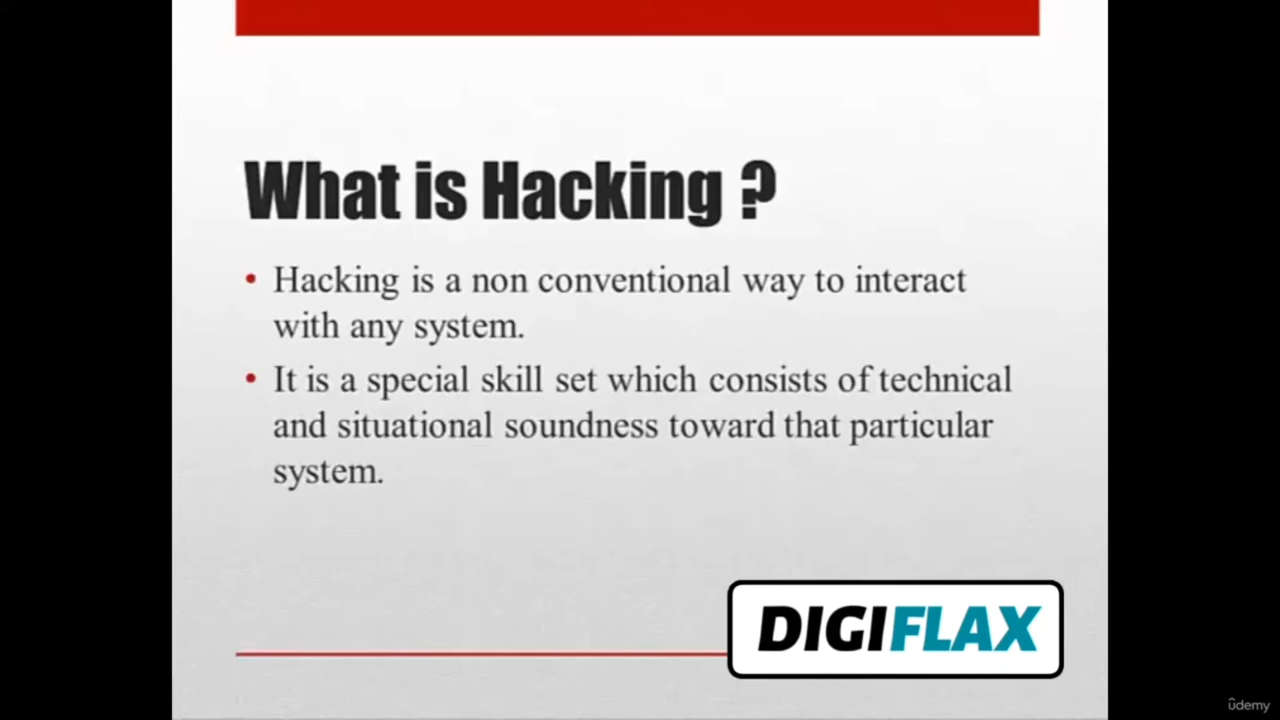 What is Hacking ?
• Hacking is a non conventional way to interact
with any system.
• It is a special skill set which consists of technical
and situational soundness toward that particular
system.
DIGIFLAX
ûdemy